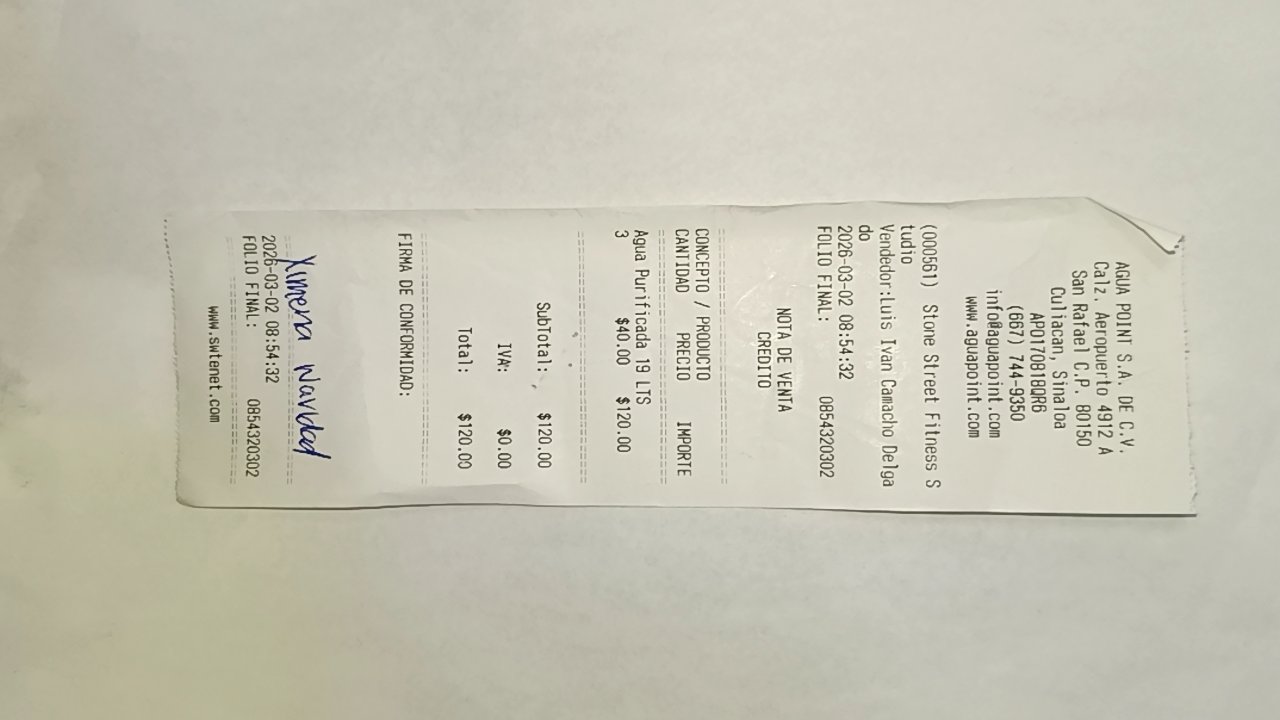 AGUA POINT S.A. DE C.V.
Calz. Aeropuerto 4912 A
San Rafael C.P. 80150
Culiacan, Sinaloa
APO170818QR6
(667) 744-9350
info@aguapoint.com
www.aguapoint.com
(000561) Stone Street Fitness S
tudio
Vendedor:Luis Ivan Camacho Delga
do
2026-03-02 08:54:32
FOLIO FINAL: 0854320302
NOTA DE VENTA
CREDITO
CONCEPTO / PRODUCTO
CANTIDAD PRECIO IMPORTE
Agua Purificada 19 LTS
3 $40.00 $120.00
SubTotal: $120.00
IVA: $0.00
Total: $120.00
FIRMA DE CONFORMIDAD:
Ximena
2026-03-02 08:54:32
FOLIO FINAL: 0854320302
www.swtenet.com